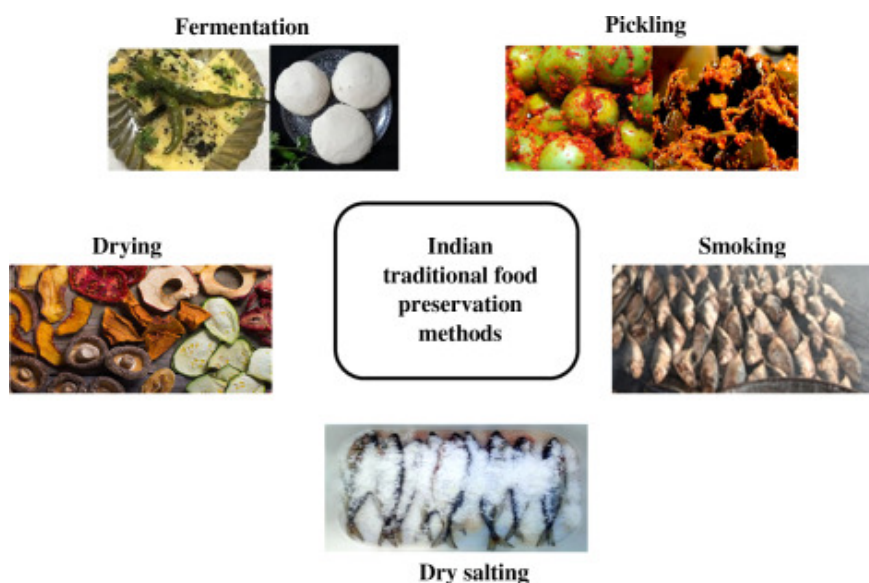 Fermentation
Pickling
Drying
Indian
traditional food
preservation
methods
Smoking
Dry salting